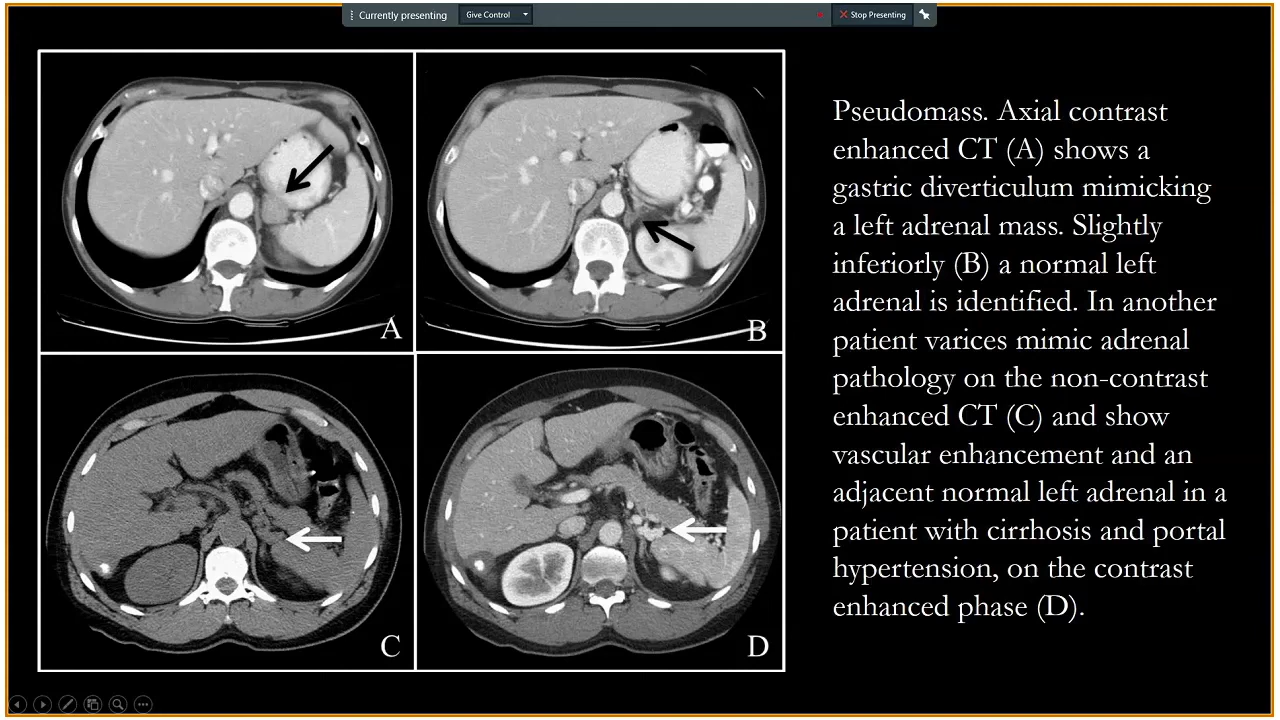 Currently presenting
Give Control
Stop Presenting
A
B
C
D
Pseudomass. Axial contrast
enhanced CT (A) shows a
gastric diverticulum mimicking
a left adrenal mass. Slightly
inferiorly (B) a normal left
adrenal is identified. In another
patient varices mimic adrenal
pathology on the non-contrast
enhanced CT (C) and show
vascular enhancement and an
adjacent normal left adrenal in a
patient with cirrhosis and portal
hypertension, on the contrast
enhanced phase (D).